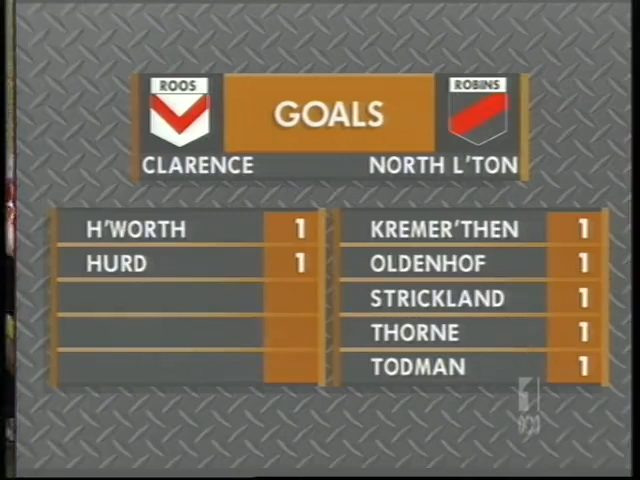 ROOS
ROBINS
GOALS
CLARENCE
NORTH L'TON
H'WORTH 1
HURD 1
KREMER'THEN 1
OLDENHOF 1
STRICKLAND 1
THORNE 1
TODMAN 1